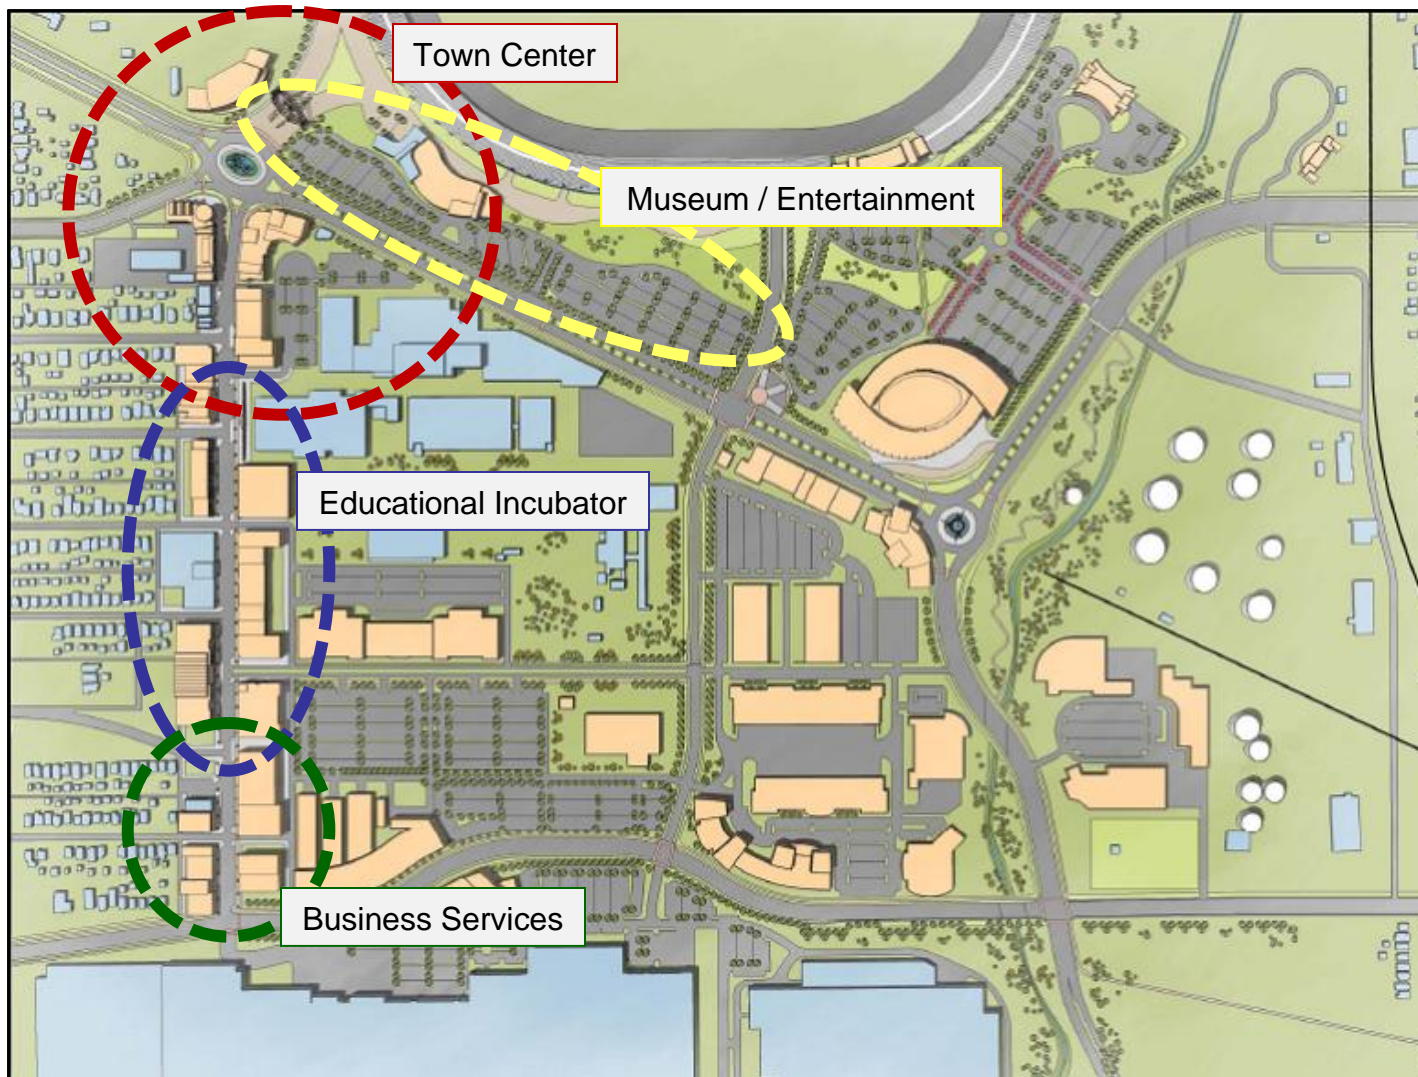 Town Center
Museum / Entertainment
Educational Incubator
Business Services